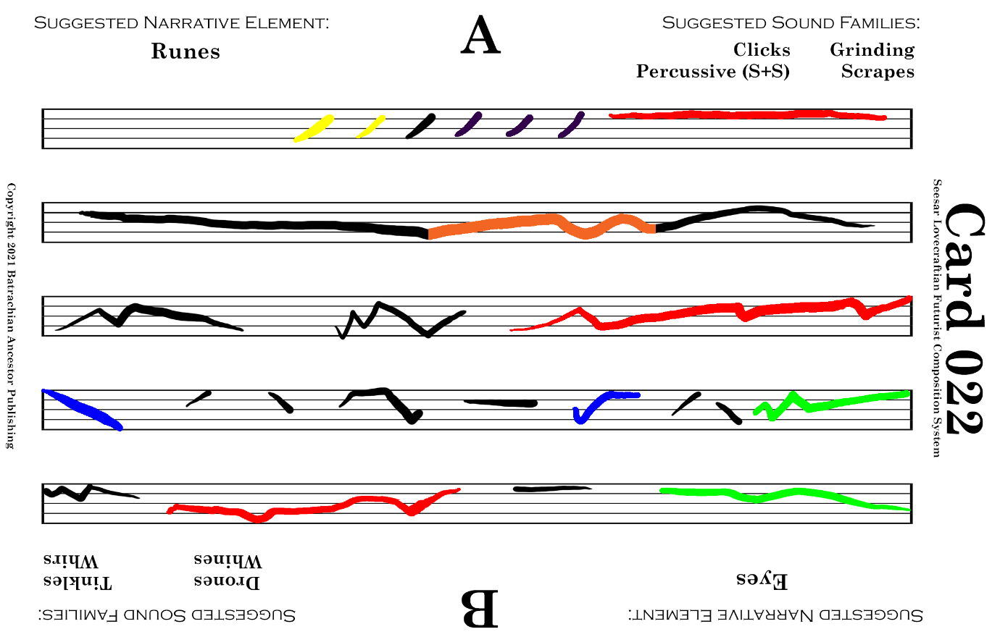 Suggested Narrative Element:
Runes
A
Suggested Sound Families:
Clicks Grinding
Percussive (S+S) Scrapes
Copyright 2021 Batrachian Ancestor Publishing
Card 022
Seesar Lovecraftian Futurist Composition System
B
Suggested Narrative Element:
Eyes
Suggested Sound Families:
Drones Tinkles
Whines Whirs